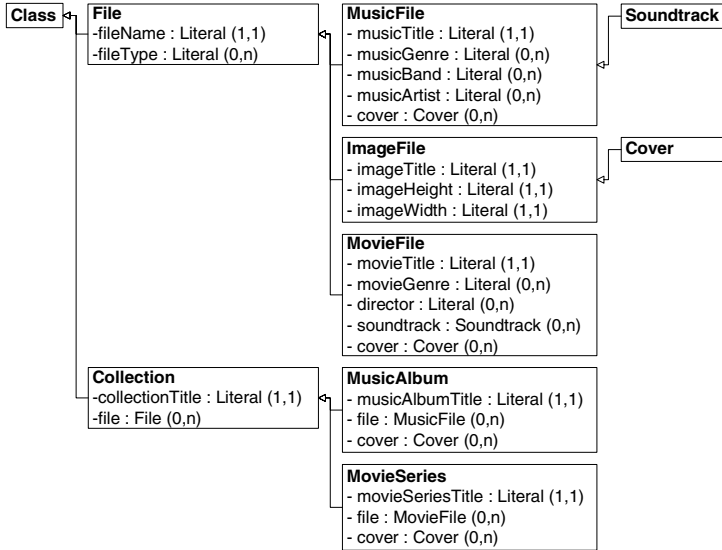 Class
File
-fileName : Literal (1,1)
-fileType : Literal (0,n)
MusicFile
- musicTitle : Literal (1,1)
- musicGenre : Literal (0,n)
- musicBand : Literal (0,n)
- musicArtist : Literal (0,n)
- cover : Cover (0,n)
Soundtrack
ImageFile
- imageTitle : Literal (1,1)
- imageHeight : Literal (1,1)
- imageWidth : Literal (1,1)
Cover
MovieFile
- movieTitle : Literal (1,1)
- movieGenre : Literal (0,n)
- director : Literal (0,n)
- soundtrack : Soundtrack (0,n)
- cover : Cover (0,n)
Collection
-collectionTitle : Literal (1,1)
-file : File (0,n)
MusicAlbum
- musicAlbumTitle : Literal (1,1)
- file : MusicFile (0,n)
- cover : Cover (0,n)
MovieSeries
- movieSeriesTitle : Literal (1,1)
- file : MovieFile (0,n)
- cover : Cover (0,n)